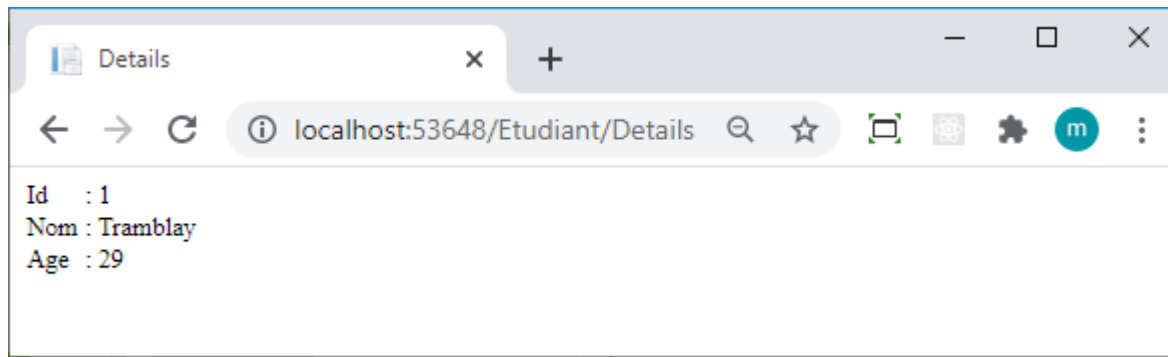 Details
localhost:53648/Etudiant/Details
m
Id : 1
Nom : Tramblay
Age : 29